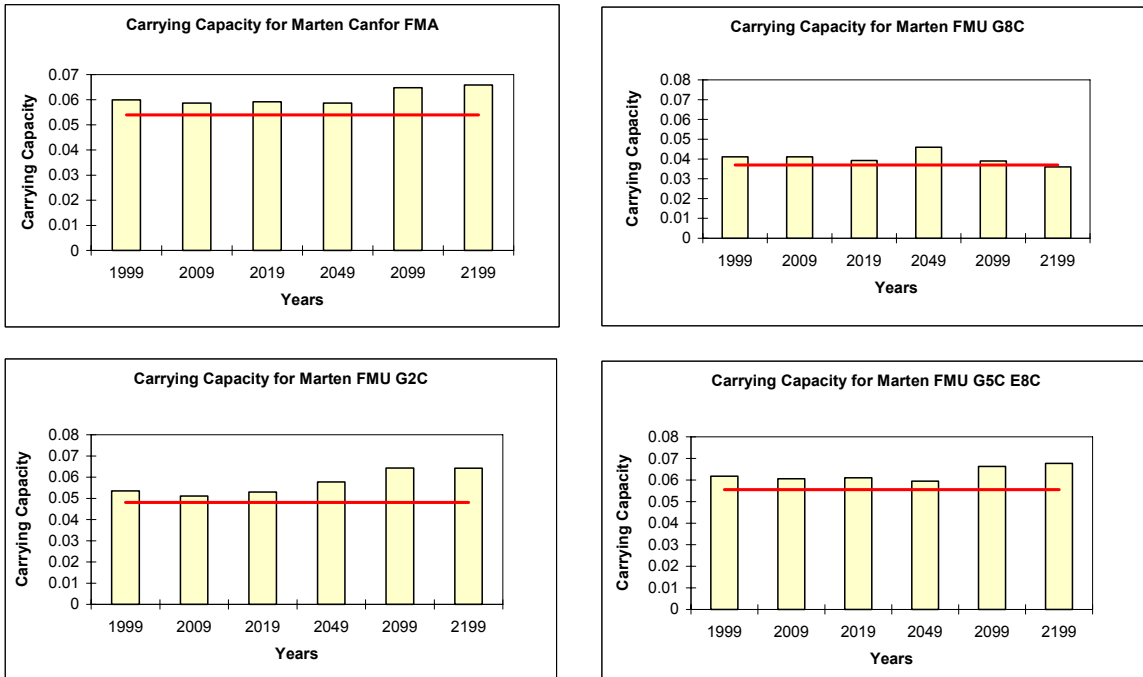 Carrying Capacity for Marten Canfor FMA
Carrying Capacity
0.07
0.06
0.05
0.04
0.03
0.02
0.01
0
1999 2009 2019 2049 2099 2199
Years
Carrying Capacity for Marten FMU G8C
Carrying Capacity
0.08
0.07
0.06
0.05
0.04
0.03
0.02
0.01
0
1999 2009 2019 2049 2099 2199
Years
Carrying Capacity for Marten FMU G2C
Carrying Capacity
0.08
0.07
0.06
0.05
0.04
0.03
0.02
0.01
0
1999 2009 2019 2049 2099 2199
Years
Carrying Capacity for Marten FMU G5C E8C
Carrying Capacity
0.08
0.07
0.06
0.05
0.04
0.03
0.02
0.01
0
1999 2009 2019 2049 2099 2199
Years